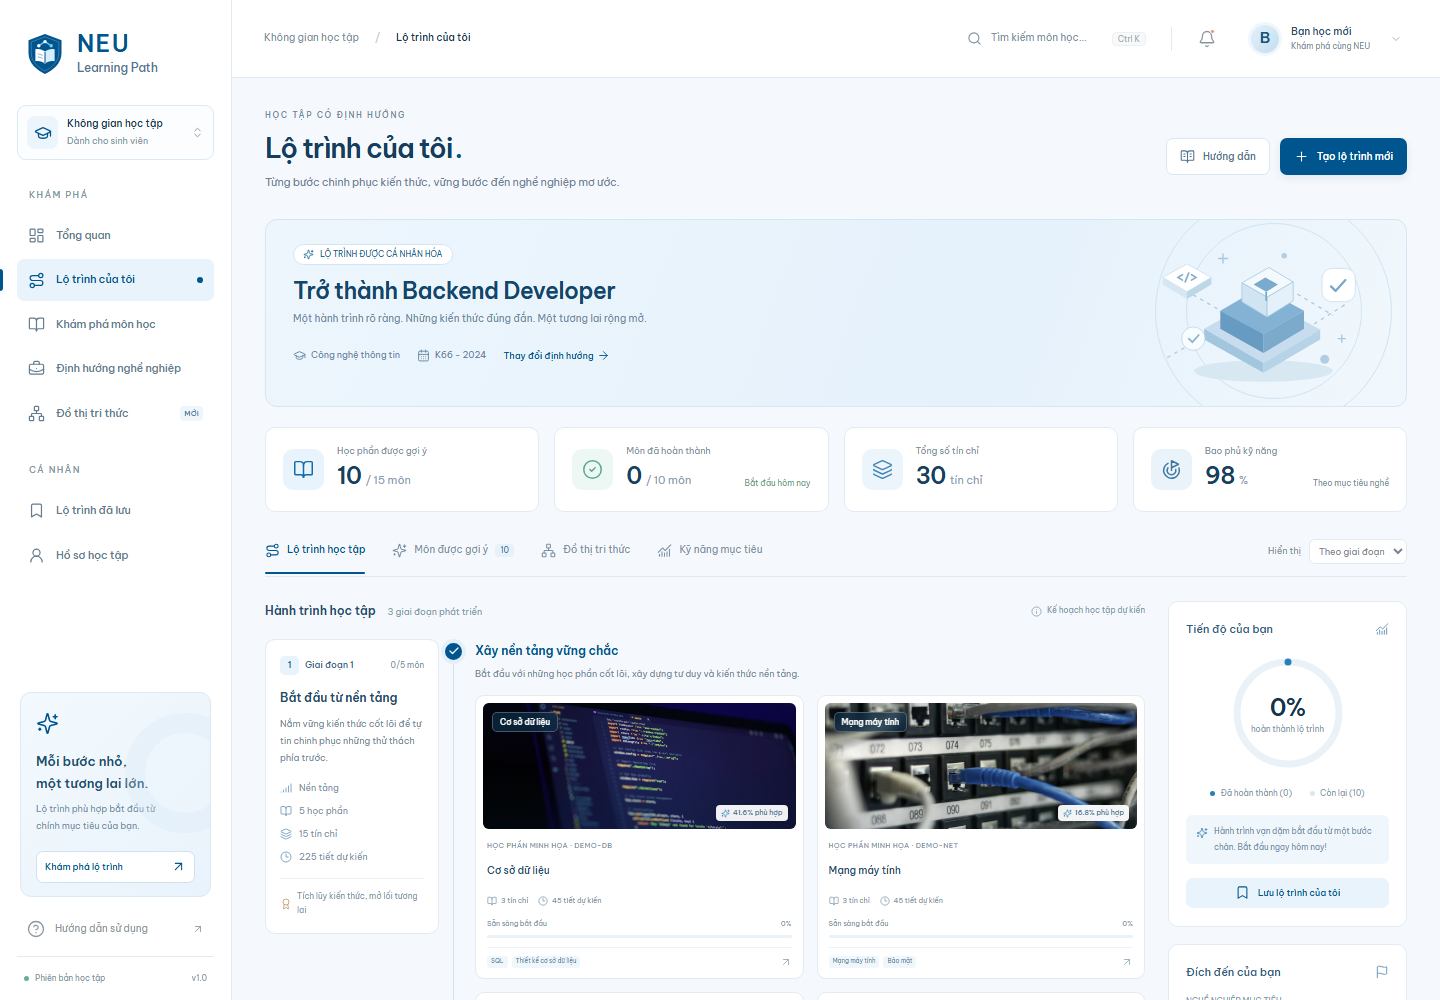 NEU
Learning Path
Không gian học tập
Dành cho sinh viên
KHÁM PHÁ
Tổng quan
Lộ trình của tôi
Khám phá môn học
Định hướng nghề nghiệp
Đồ thị tri thức
MỚI
CÁ NHÂN
Lộ trình đã lưu
Hồ sơ học tập
Mỗi bước nhỏ,
một tương lai lớn.
Lộ trình phù hợp bắt đầu từ
chính mục tiêu của bạn.
Khám phá lộ trình
Hướng dẫn sử dụng
Phiên bản học tập
v1.0
Không gian học tập / Lộ trình của tôi
Tìm kiếm môn học...
Ctrl K
B
Bạn học mới
Khám phá cùng NEU
HỌC TẬP CÓ ĐỊNH HƯỚNG
Lộ trình của tôi.
Từng bước chinh phục kiến thức, vững bước đến nghề nghiệp mơ ước.
Hướng dẫn
Tạo lộ trình mới
LỘ TRÌNH ĐƯỢC CÁ NHÂN HÓA
Trở thành Backend Developer
Một hành trình rõ ràng. Những kiến thức đúng đắn. Một tương lai rộng mở.
Công nghệ thông tin
K66 - 2024
Thay đổi định hướng
</>
Học phần được gợi ý
10 / 15 môn
Môn đã hoàn thành
0 / 10 môn
Bắt đầu hôm nay
Tổng số tín chỉ
30 tín chỉ
Bao phủ kỹ năng
98 %
Theo mục tiêu nghề
Lộ trình học tập
Môn được gợi ý 10
Đồ thị tri thức
Kỹ năng mục tiêu
Hiển thị
Theo giai đoạn
Hành trình học tập
3 giai đoạn phát triển
Kế hoạch học tập dự kiến
1 Giai đoạn 1
0/5 môn
Bắt đầu từ nền tảng
Nắm vững kiến thức cốt lõi để tự
tin chinh phục những thử thách
phía trước.
Nền tảng
5 học phần
15 tín chỉ
225 tiết dự kiến
Tích lũy kiến thức, mở lối tương
lai
Xây nền tảng vững chắc
Bắt đầu với những học phần cốt lõi, xây dựng tư duy và kiến thức nền tảng.
Cơ sở dữ liệu
41.6% phù hợp
HỌC PHẦN MINH HỌA · DEMO-DB
Cơ sở dữ liệu
3 tín chỉ
45 tiết dự kiến
Sẵn sàng bắt đầu
0%
SQL
Thiết kế cơ sở dữ liệu
Mạng máy tính
072 073 074 075
088 089 090 091
16.8% phù hợp
HỌC PHẦN MINH HỌA · DEMO-NET
Mạng máy tính
3 tín chỉ
45 tiết dự kiến
Sẵn sàng bắt đầu
0%
Mạng máy tính
Bảo mật
Tiến độ của bạn
0%
hoàn thành lộ trình
Đã hoàn thành (0)
Còn lại (10)
Hành trình vạn dặm bắt đầu từ một bước
chân. Bắt đầu ngay hôm nay!
Lưu lộ trình của tôi
Đích đến của bạn
NGHỀ NGHIỆP MỤC TIÊU